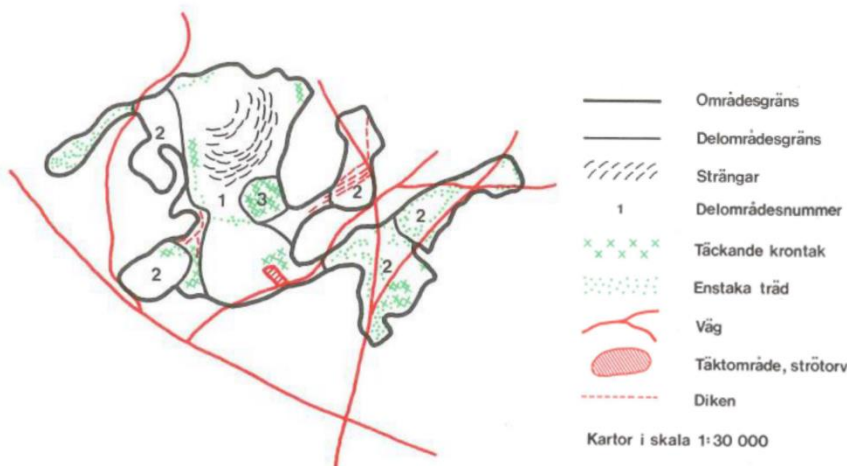 2
2
1
3
2
2
2
Områdesgräns
Delområdesgräns
Strängar
1 Delområdesnummer
Täckande krontak
Enstaka träd
Väg
Täktområde, strötorv
Diken
Kartor i skala 1:30 000